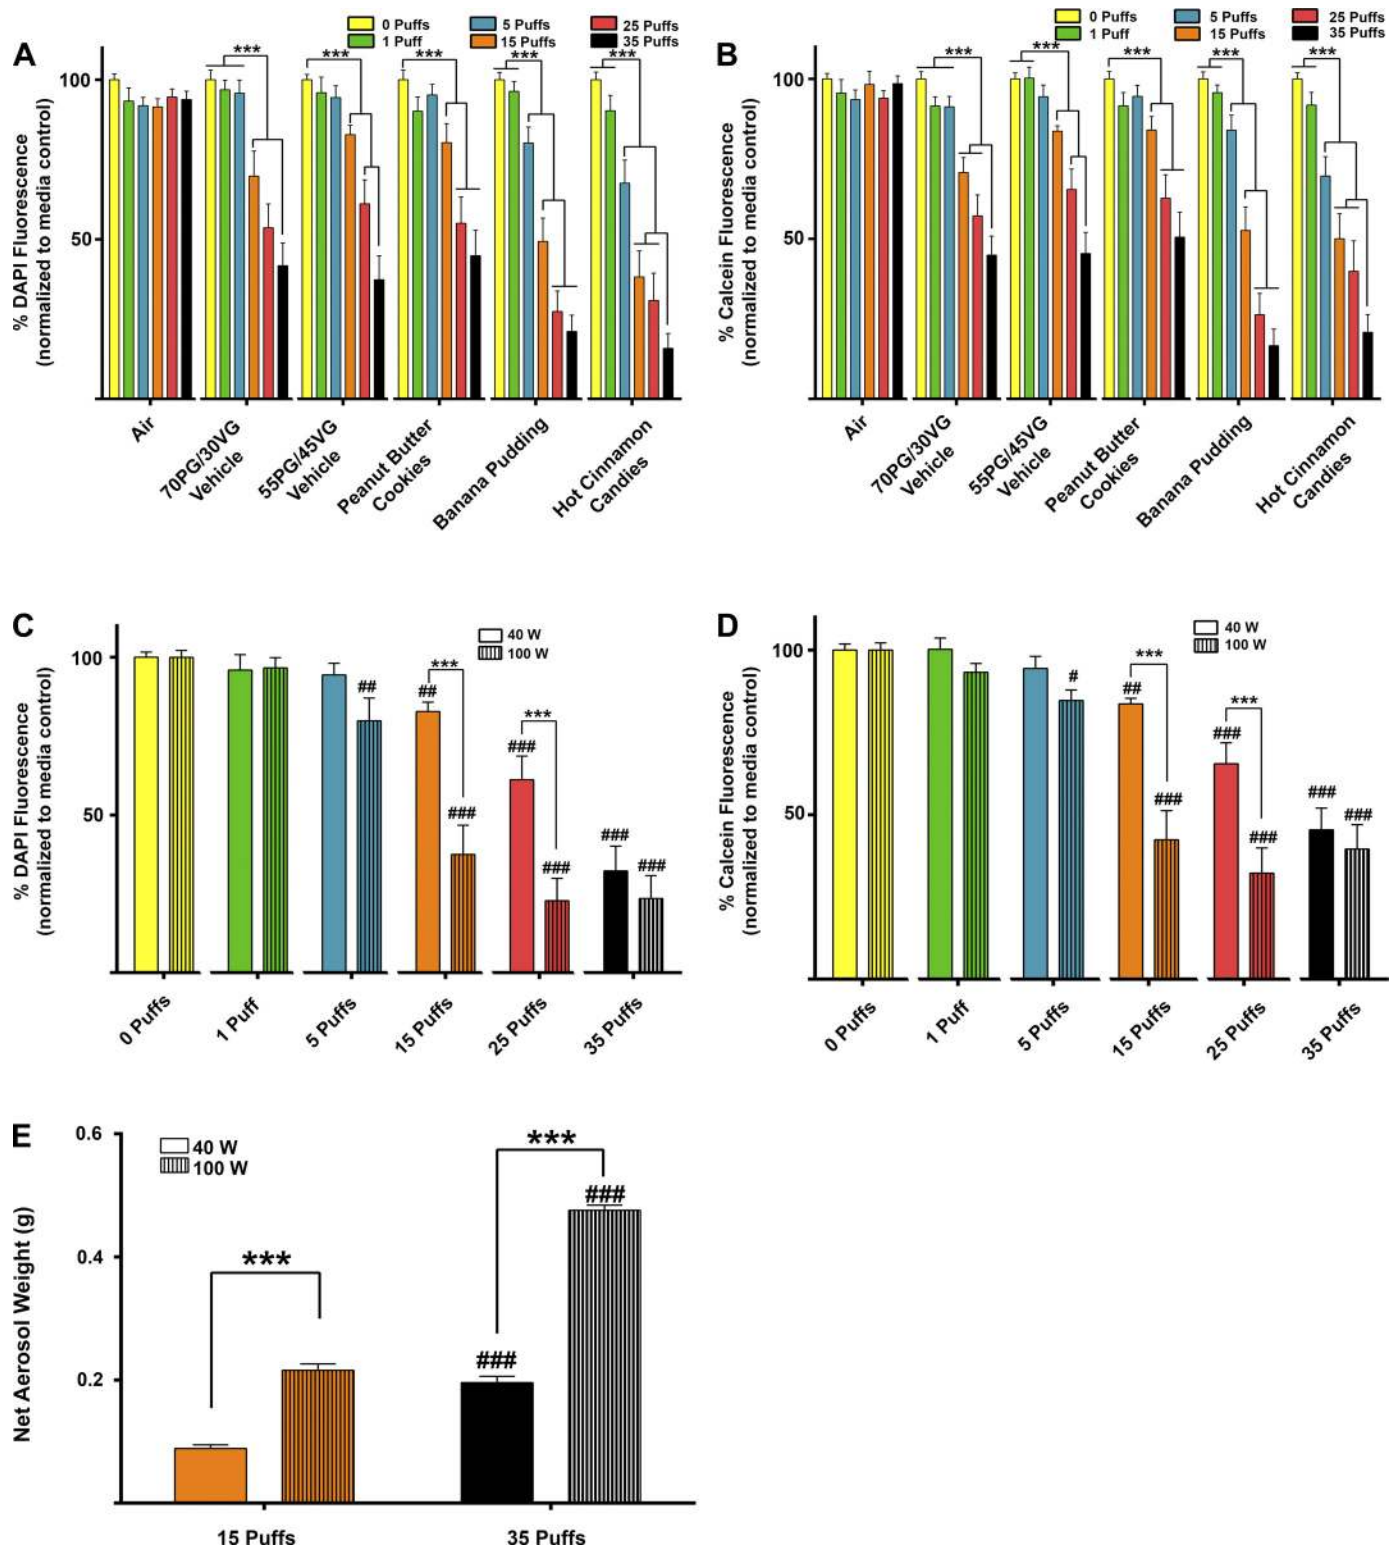 A
0 Puffs
5 Puffs
25 Puffs
1 Puff
15 Puffs
35 Puffs
% DAPI Fluorescence
(normalized to media control)
100
50
***
***
***
***
***
Air
70PG/30VG
Vehicle
55PG/45VG
Vehicle
Peanut Butter
Cookies
Banana Pudding
Hot Cinnamon
Candies
B
0 Puffs
5 Puffs
25 Puffs
1 Puff
15 Puffs
35 Puffs
% Calcein Fluorescence
(normalized to media control)
100
50
***
***
***
***
***
Air
70PG/30VG
Vehicle
55PG/45VG
Vehicle
Peanut Butter
Cookies
Banana Pudding
Hot Cinnamon
Candies
C
40 W
100 W
% DAPI Fluorescence
(normalized to media control)
100
50
##
##
***
###
###
***
###
###
###
0 Puffs
1 Puff
5 Puffs
15 Puffs
25 Puffs
35 Puffs
D
40 W
100 W
% Calcein Fluorescence
(normalized to media control)
100
50
#
##
***
###
###
***
###
###
###
0 Puffs
1 Puff
5 Puffs
15 Puffs
25 Puffs
35 Puffs
E
40 W
100 W
Net Aerosol Weight (g)
0.6
0.4
0.2
***
***
###
###
15 Puffs
35 Puffs